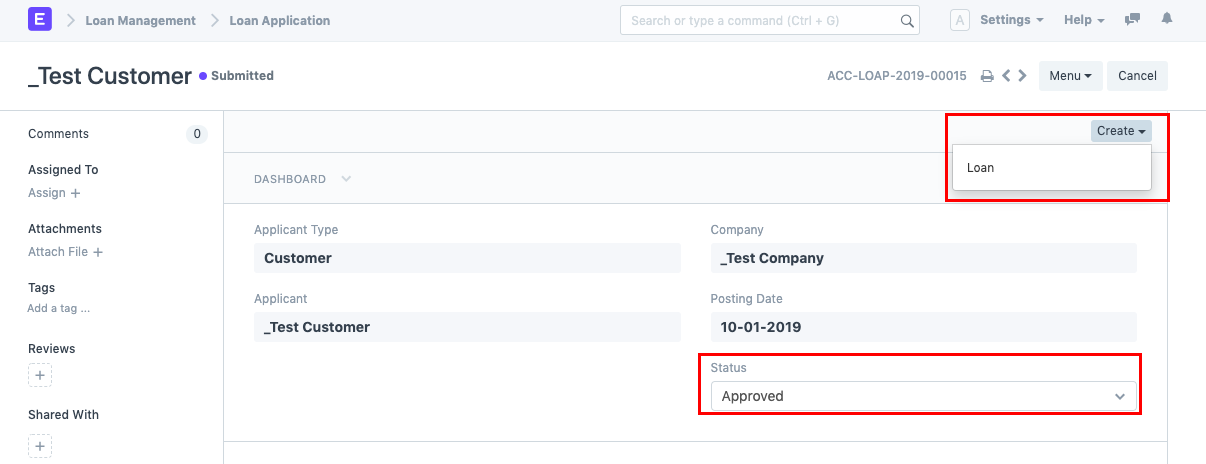 E Loan Management Loan Application Search or type a command (Ctrl + G) A Settings Help
_Test Customer Submitted ACC-LOAP-2019-00015 Menu Cancel
Comments 0 Create
Loan
Assigned To
DASHBOARD
Assign +
Attachments
Applicant Type Company
Attach File +
Customer _Test Company
Tags
Applicant Posting Date
Add a tag ...
_Test Customer 10-01-2019
Reviews
+
Status
Approved
Shared With
+